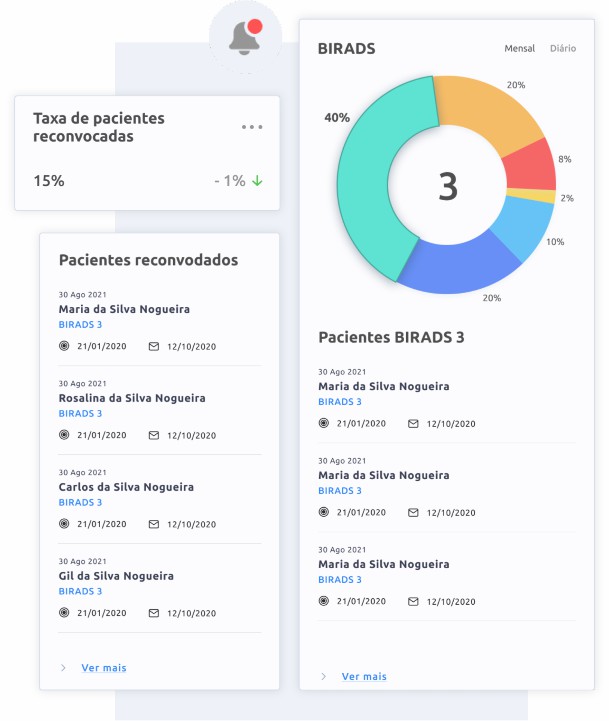 Taxa de pacientes
reconvocadas
15%
- 1%
Pacientes reconvodados
30 Ago 2021
Maria da Silva Nogueira
BIRADS 3
21/01/2020 12/10/2020
30 Ago 2021
Rosalina da Silva Nogueira
BIRADS 3
21/01/2020 12/10/2020
30 Ago 2021
Carlos da Silva Nogueira
BIRADS 3
21/01/2020 12/10/2020
30 Ago 2021
Gil da Silva Nogueira
BIRADS 3
21/01/2020 12/10/2020
Ver mais
BIRADS Mensal Diário
40%
20%
8%
2%
10%
20%
3
Pacientes BIRADS 3
30 Ago 2021
Maria da Silva Nogueira
BIRADS 3
21/01/2020 12/10/2020
30 Ago 2021
Maria da Silva Nogueira
BIRADS 3
21/01/2020 12/10/2020
30 Ago 2021
Maria da Silva Nogueira
BIRADS 3
21/01/2020 12/10/2020
Ver mais